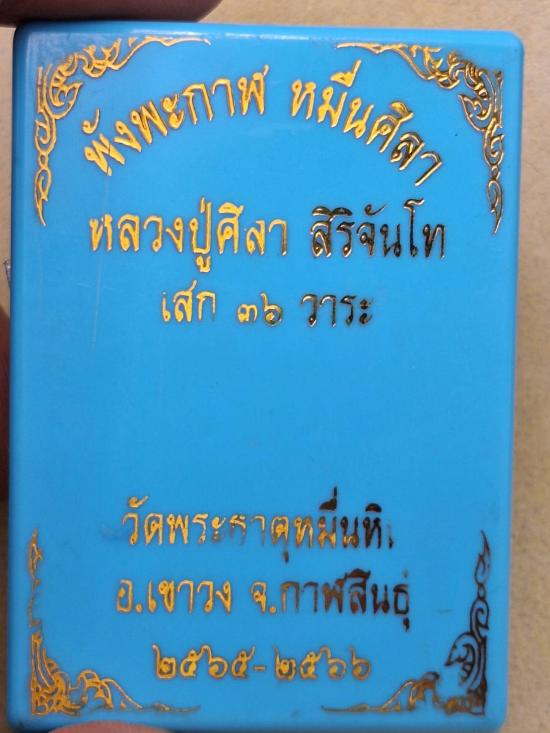 พังพะกาฬ หมื่นศิลา
หลวงปู่ศิลา สิริจันโท
เสก ๓๖ วาระ
วัดพระธาตุหมื่นหิ
อ.เขาวง จ.กาฬสินธุ์
๒๕๖๕-๒๕๖๖